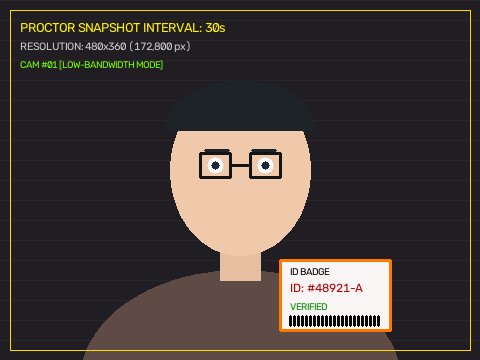 PROCTOR SNAPSHOT INTERVAL: 30s
RESOLUTION: 480x360 (172,800 px)
CAM #01 [LOW-BANDWIDTH MODE]
ID BADGE
ID: #48921-A
VERIFIED